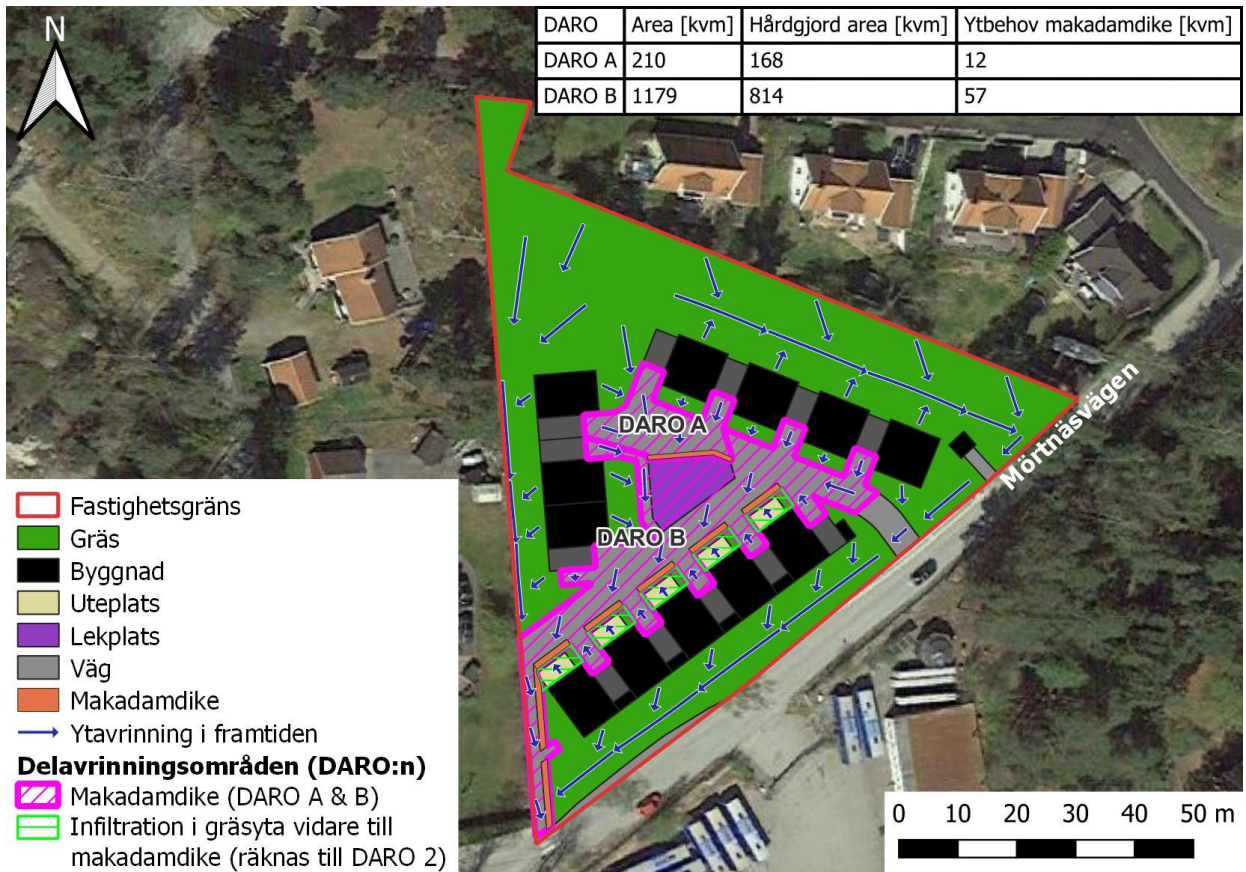 N
DARO Area [kvm] Hårdgjord area [kvm] Ytbehov makadamdike [kvm]
DARO A 210 168 12
DARO B 1179 814 57
DARO A
DARO B
Mörtnäsvägen
Fastighetsgräns
Gräs
Byggnad
Uteplats
Lekplats
Väg
Makadamdike
Ytavrinning i framtiden
Delavrinningsområden (DARO:n)
Makadamdike (DARO A & B)
Infiltration i gräsyta vidare till
makadamdike (räknas till DARO 2)
0 10 20 30 40 50 m